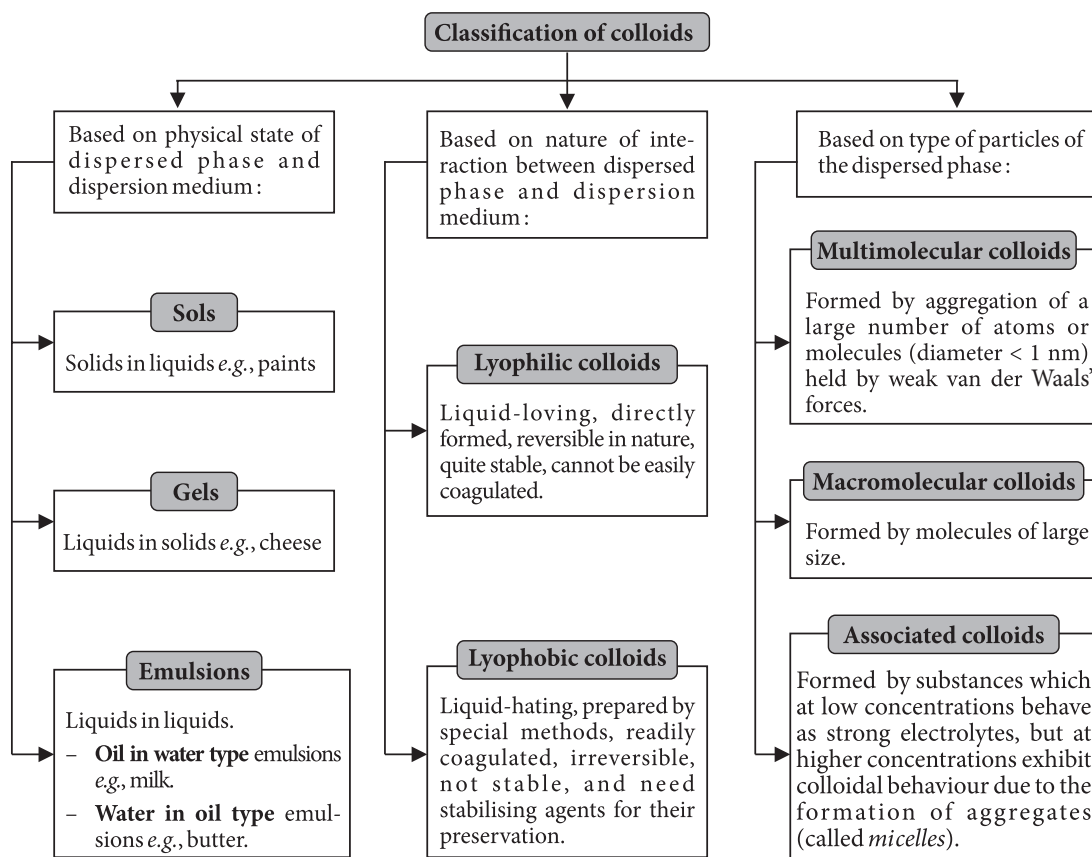 Classification of colloids
Based on physical state of
dispersed phase and
dispersion medium :
Sols
Solids in liquids e.g., paints
Gels
Liquids in solids e.g., cheese
Emulsions
Liquids in liquids.
– Oil in water type emulsions
e.g., milk.
– Water in oil type emul-
sions e.g., butter.
Based on nature of inte-
raction between dispersed
phase and dispersion
medium :
Lyophilic colloids
Liquid-loving, directly
formed, reversible in nature,
quite stable, cannot be easily
coagulated.
Lyophobic colloids
Liquid-hating, prepared by
special methods, readily
coagulated, irreversible,
not stable, and need
stabilising agents for their
preservation.
Based on type of particles of
the dispersed phase :
Multimolecular colloids
Formed by aggregation of a
large number of atoms or
molecules (diameter < 1 nm)
held by weak van der Waals’
forces.
Macromolecular colloids
Formed by molecules of large
size.
Associated colloids
Formed by substances which
at low concentrations behave
as strong electrolytes, but at
higher concentrations exhibit
colloidal behaviour due to the
formation of aggregates
(called micelles).